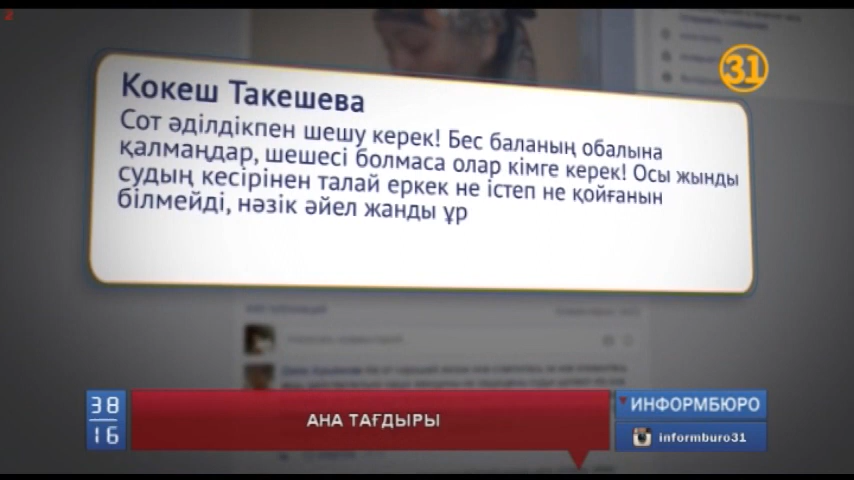 2
31
Кокеш Такешева
Сот әділдікпен шешу керек! Бес баланың обалына
қалмаңдар, шешесі болмаса олар кімге керек! Осы жынды
судың кесірінен талай еркек не істеп не қойғанын
білмейді, нәзік әйел жанды ұр
38
16
АНА ТАҒДЫРЫ
ИНФОРМБЮРО
informburo31